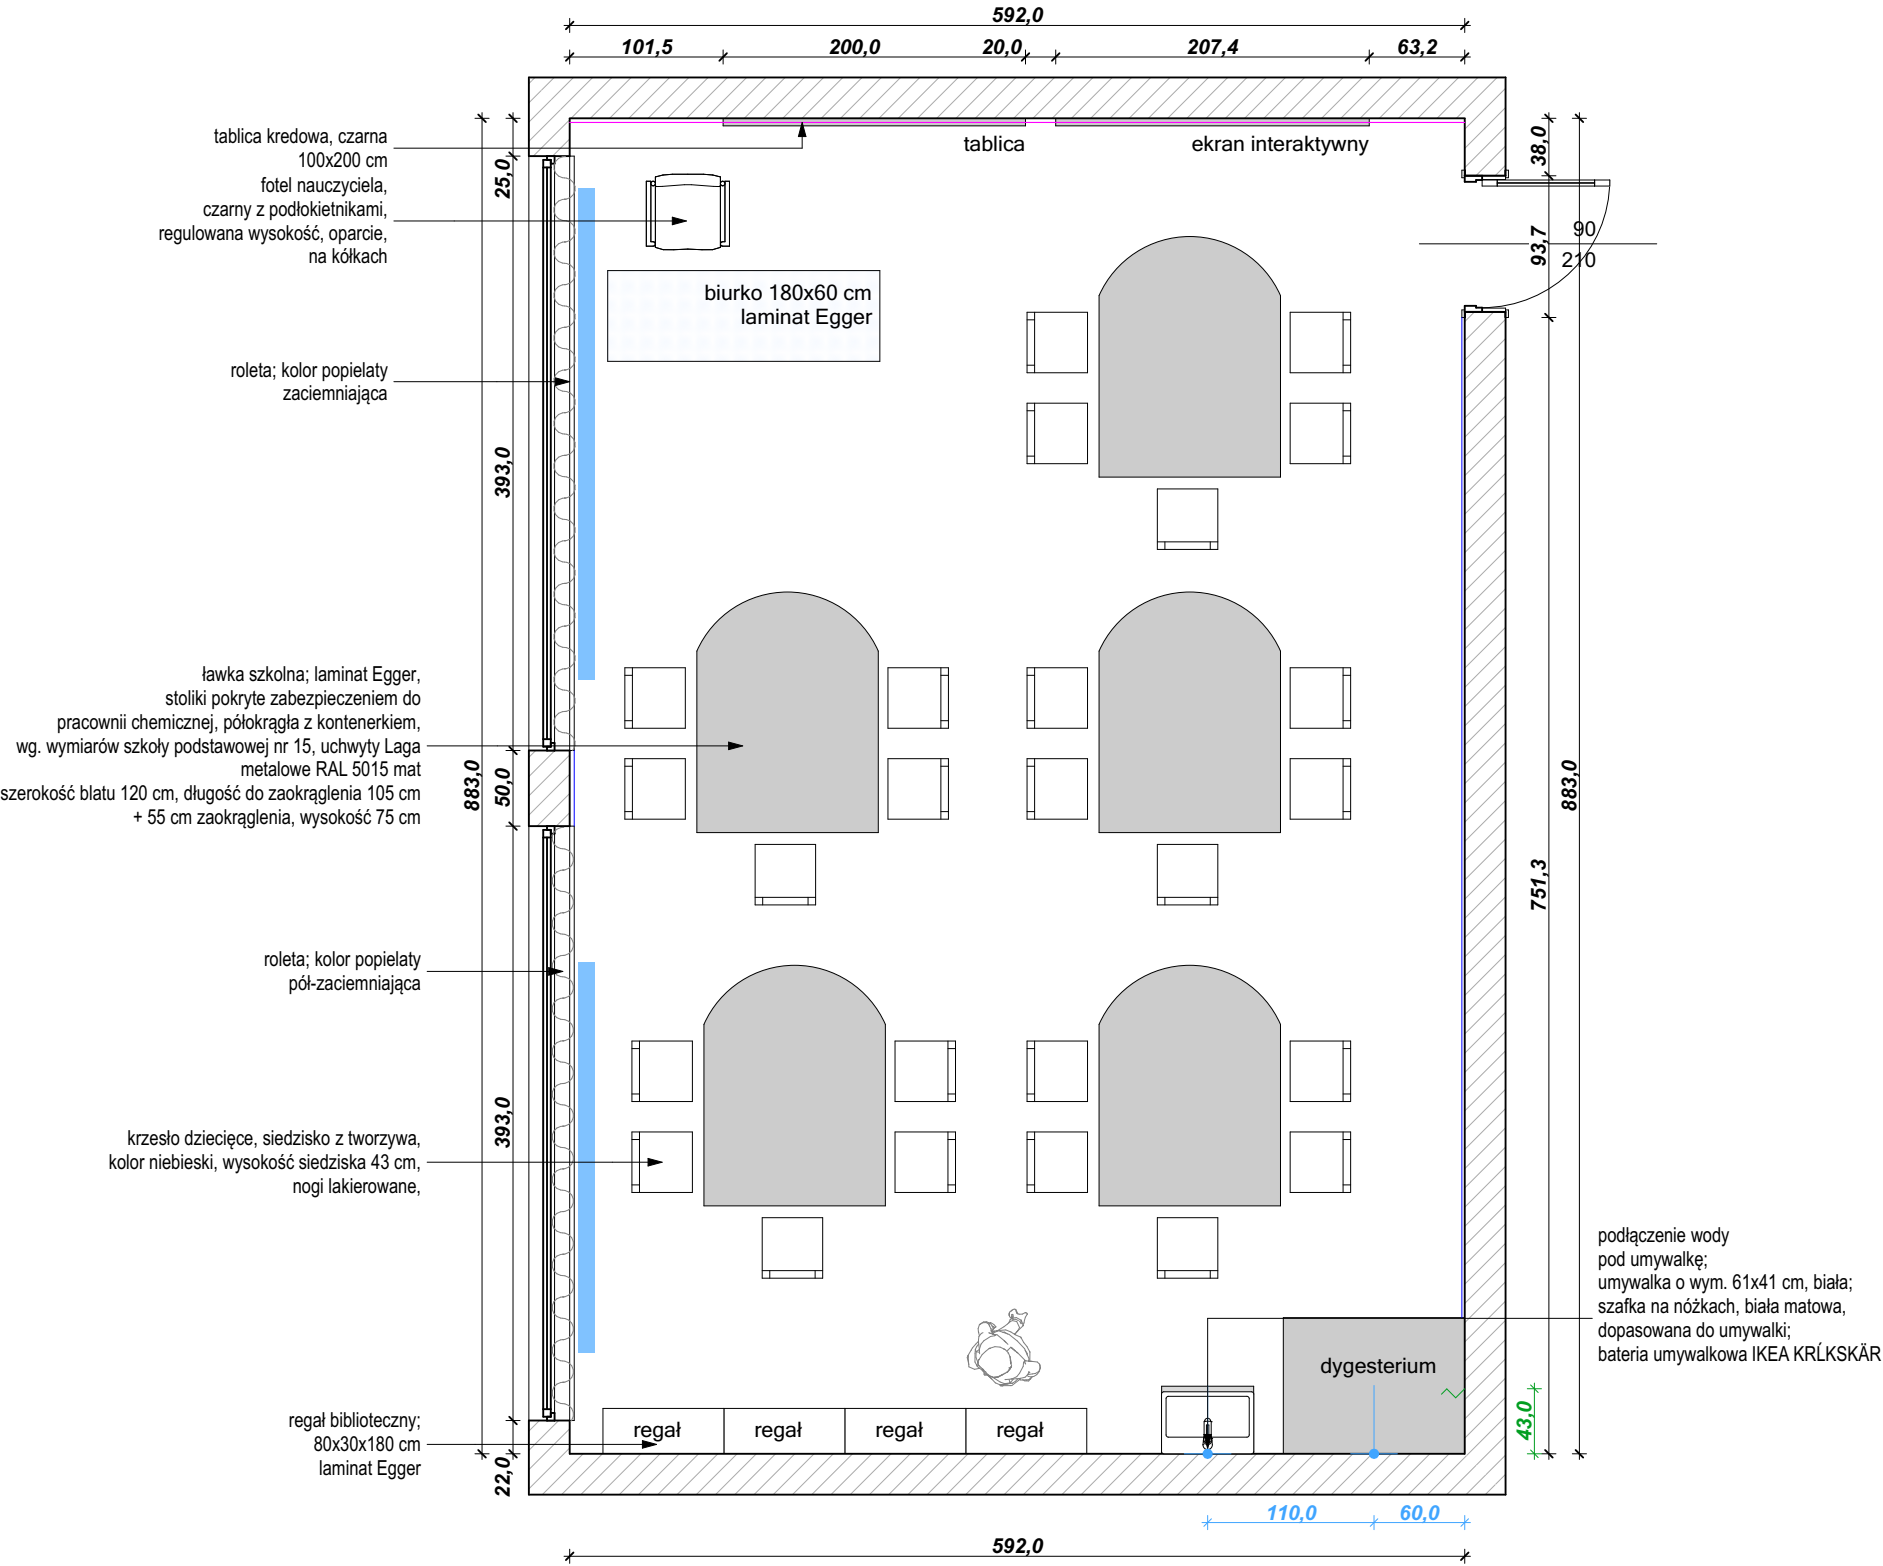 592,0
101,5 200,0 20,0 207,4 63,2
tablica kredowa, czarna
100x200 cm
fotel nauczyciela,
czarny z podłokietnikami,
regulowana wysokość, oparcie,
na kółkach
tablica
ekran interaktywny
25,0
38,0
93,7
90
210
biurko 180x60 cm
laminat Egger
roleta; kolor popielaty
zaciemniająca
393,0
ławka szkolna; laminat Egger,
stoliki pokryte zabezpieczeniem do
pracownii chemicznej, półokrągła z kontenerkiem,
wg. wymiarów szkoły podstawowej nr 15, uchwyty Laga
metalowe RAL 5015 mat
szerokość blatu 120 cm, długość do zaokrąglenia 105 cm
+ 55 cm zaokrąglenia, wysokość 75 cm
883,0
50,0
883,0
751,3
roleta; kolor popielaty
pół-zaciemniająca
393,0
krzesło dziecięce, siedzisko z tworzywa,
kolor niebieski, wysokość siedziska 43 cm,
nogi lakierowane,
podłączenie wody
pod umywalkę;
umywalka o wym. 61x41 cm, biała;
szafka na nóżkach, biała matowa,
dopasowana do umywalki;
bateria umywalkowa IKEA KRĹKSKÄR
dygesterium
43,0
regał biblioteczny;
80x30x180 cm
laminat Egger
regał regał regał regał
22,0
110,0 60,0
592,0